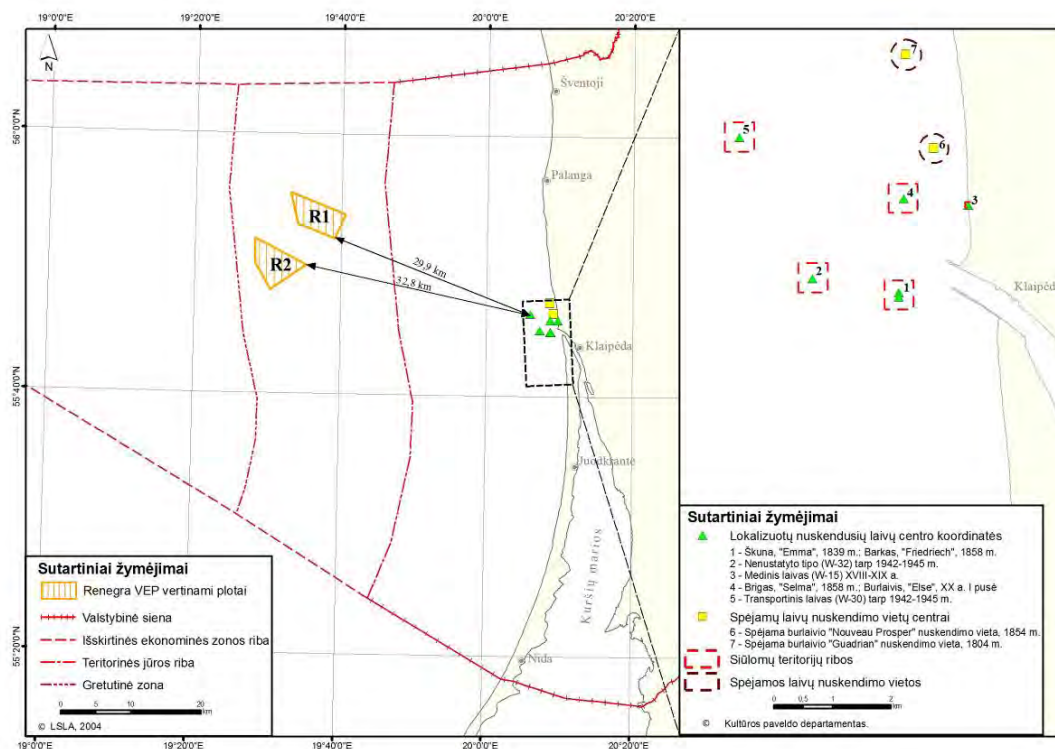 19°0'0"E
19°20'0"E
19°40'0"E
20°0'0"E
20°20'0"E
Šventoji
56°0'0"N
Palanga
R1
R2
29,9 km
32,8 km
Klaipėda
55°40'0"N
Juodkrantė
Kuršių marios
55°20'0"N
Nida
Sutartiniai žymėjimai
Renegra VEP vertinami plotai
Valstybinė siena
Išskirtinės ekonominės zonos riba
Teritorinės jūros riba
Gretutinė zona
0 10 20
km
© LSLA, 2004
19°0'0"E
19°20'0"E
19°40'0"E
20°0'0"E
20°20'0"E
7
5
6
4
3
2
1
Klaipėda
Sutartiniai žymėjimai
Lokalizuotų nuskendusių laivų centro koordinatės
1 - Škuna, "Emma", 1839 m.; Barkas, "Friedriech", 1858 m.
2 - Nenustatyto tipo (W-32) tarp 1942-1945 m.
3 - Medinis laivas (W-15) XVIII-XIX a.
4 - Brigas, "Selma", 1858 m.; Burlaivis, "Else", XX a. I pusė
5 - Transportinis laivas (W-30) tarp 1942-1945 m.
Spėjamų laivų nuskendimo vietų centrai
6 - Spėjama burlaivio "Nouveau Prosper" nuskendimo vieta, 1854 m.
7 - Spėjama burlaivio "Guadrian" nuskendimo vieta, 1804 m.
Siūlomų teritorijų ribos
Spėjamos laivų nuskendimo vietos
0 0,5 1 2
km
© Kultūros paveldo departamentas.